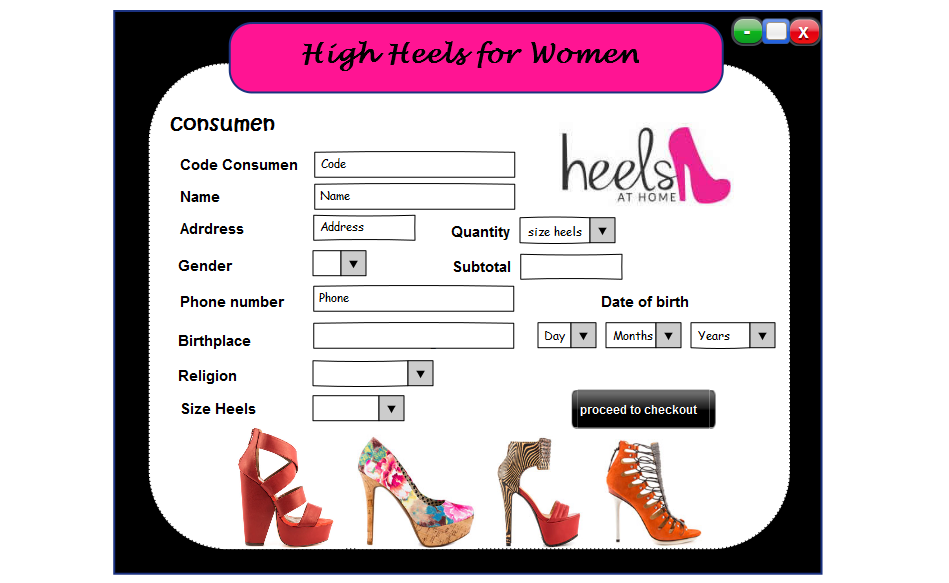 High Heels for Women
- x
Consumen
heels
AT HOME
Code Consumen Code
Name Name
Adrdress Address
Quantity size heels
Gender
Subtotal
Phone number Phone
Date of birth
Birthplace
Day Months Years
Religion
Size Heels
proceed to checkout